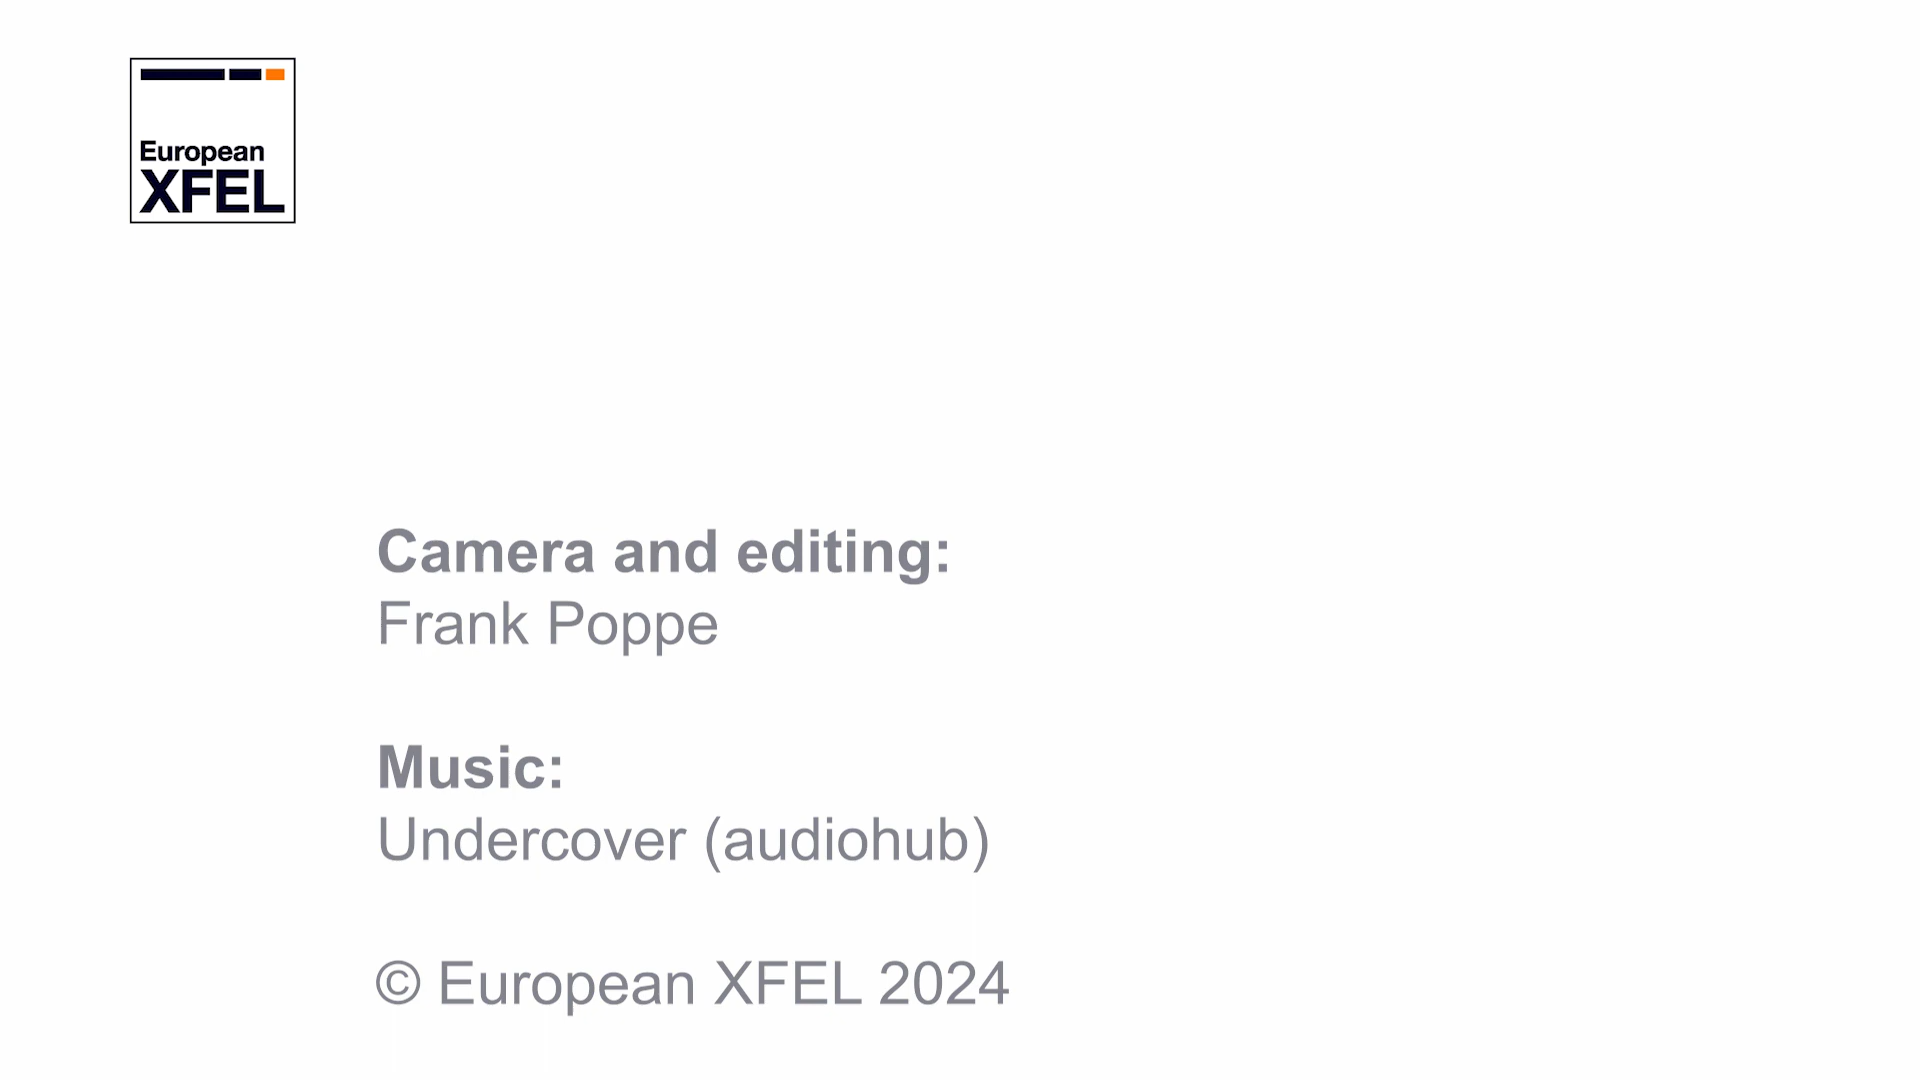 European
XFEL
Camera and editing:
Frank Poppe
Music:
Undercover (audiohub)
© European XFEL 2024